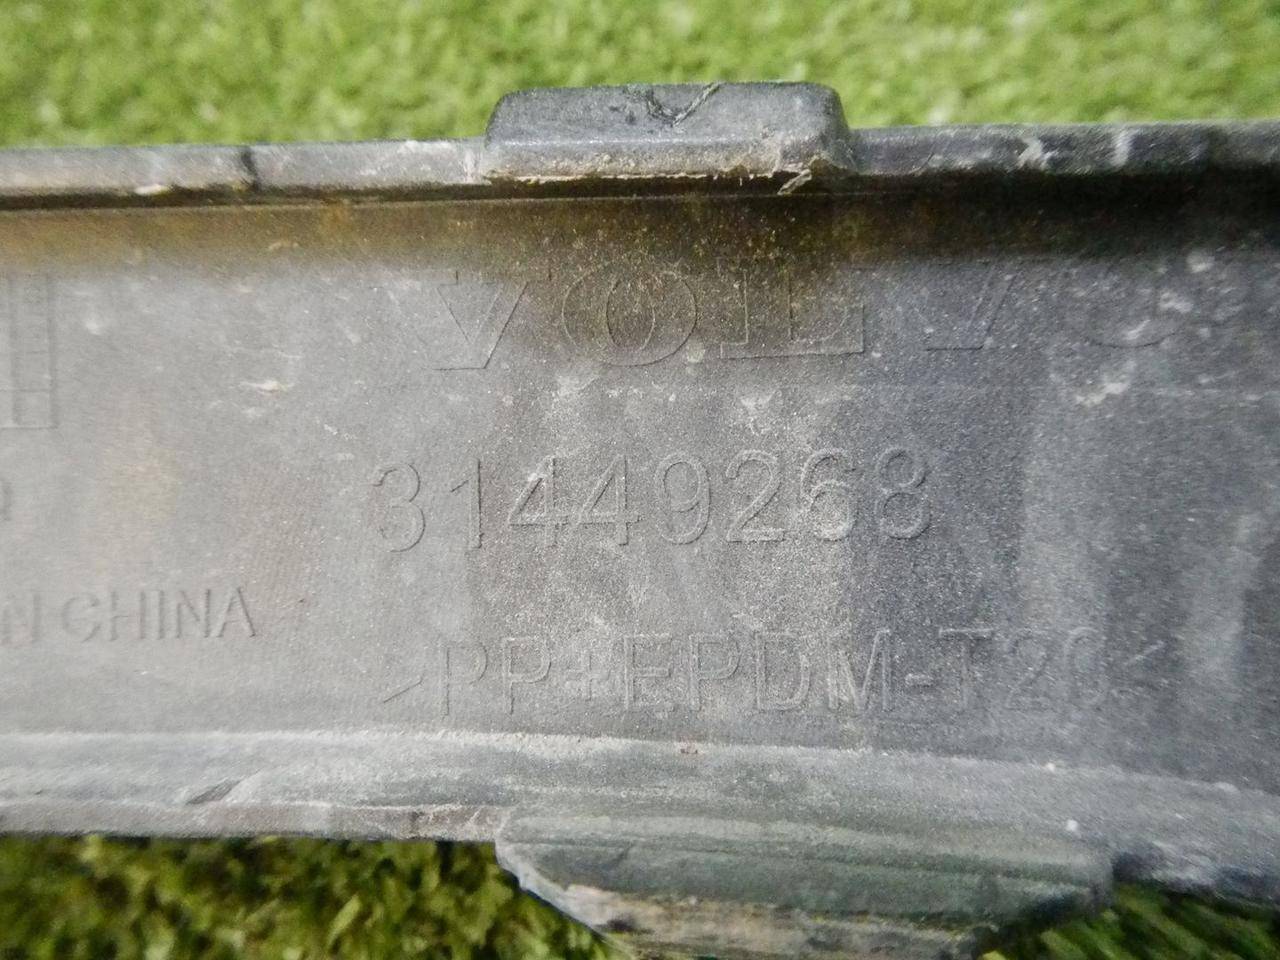 VOLVO
31449268
N CHINA
>PP+EPDM-T20<